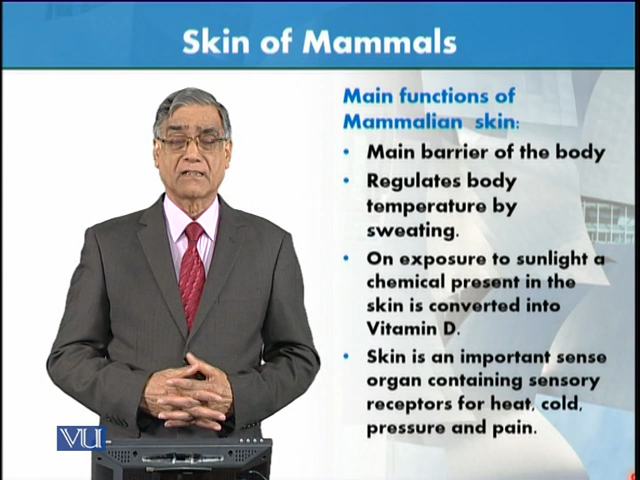 Skin of Mammals
Main functions of
Mammalian skin:
• Main barrier of the body
• Regulates body
temperature by
sweating.
• On exposure to sunlight a
chemical present in the
skin is converted into
Vitamin D.
• Skin is an important sense
organ containing sensory
receptors for heat, cold,
pressure and pain.
VU